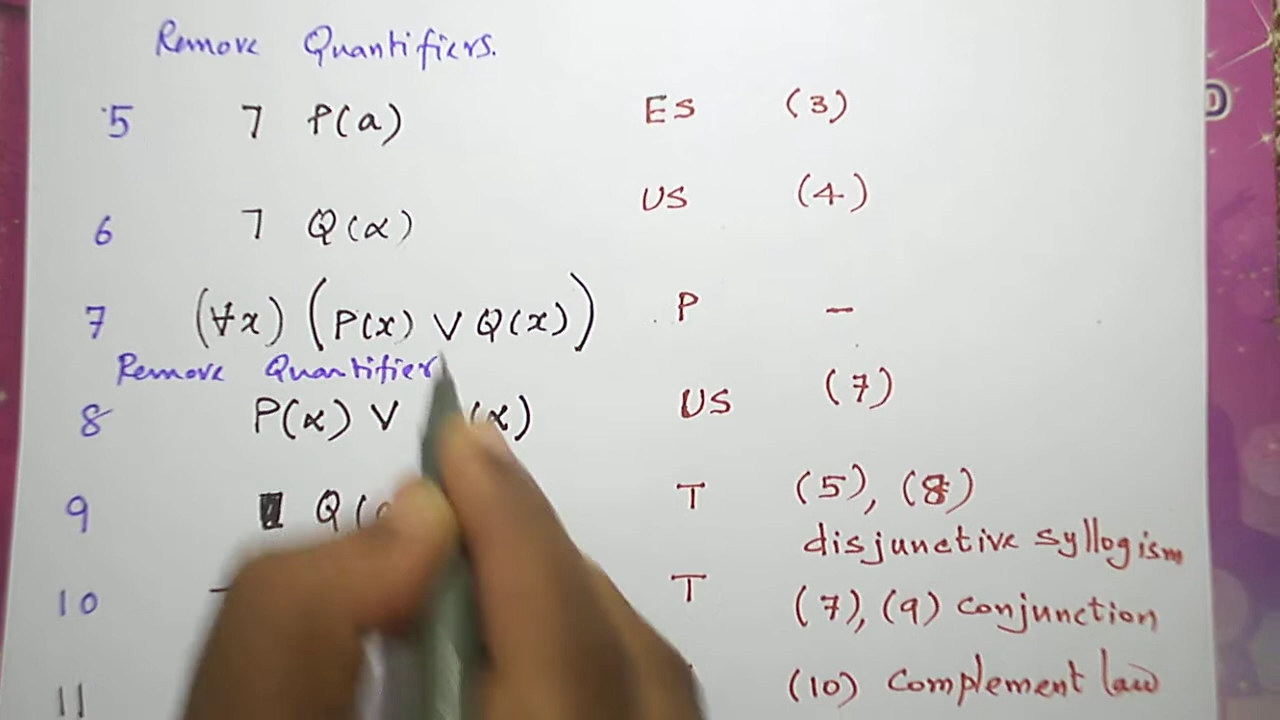 Remove Quantifiers.
5 ¬ P(a) ES (3)
6 ¬ Q(α) US (4)
7 (∀x) (P(x) ∨ Q(x)) P –
Remove Quantifier
8 P(α) ∨ (α) US (7)
9 Q( T (5), (8)
disjunctive syllogism
10 T (7), (9) Conjunction
11 (10) Complement law